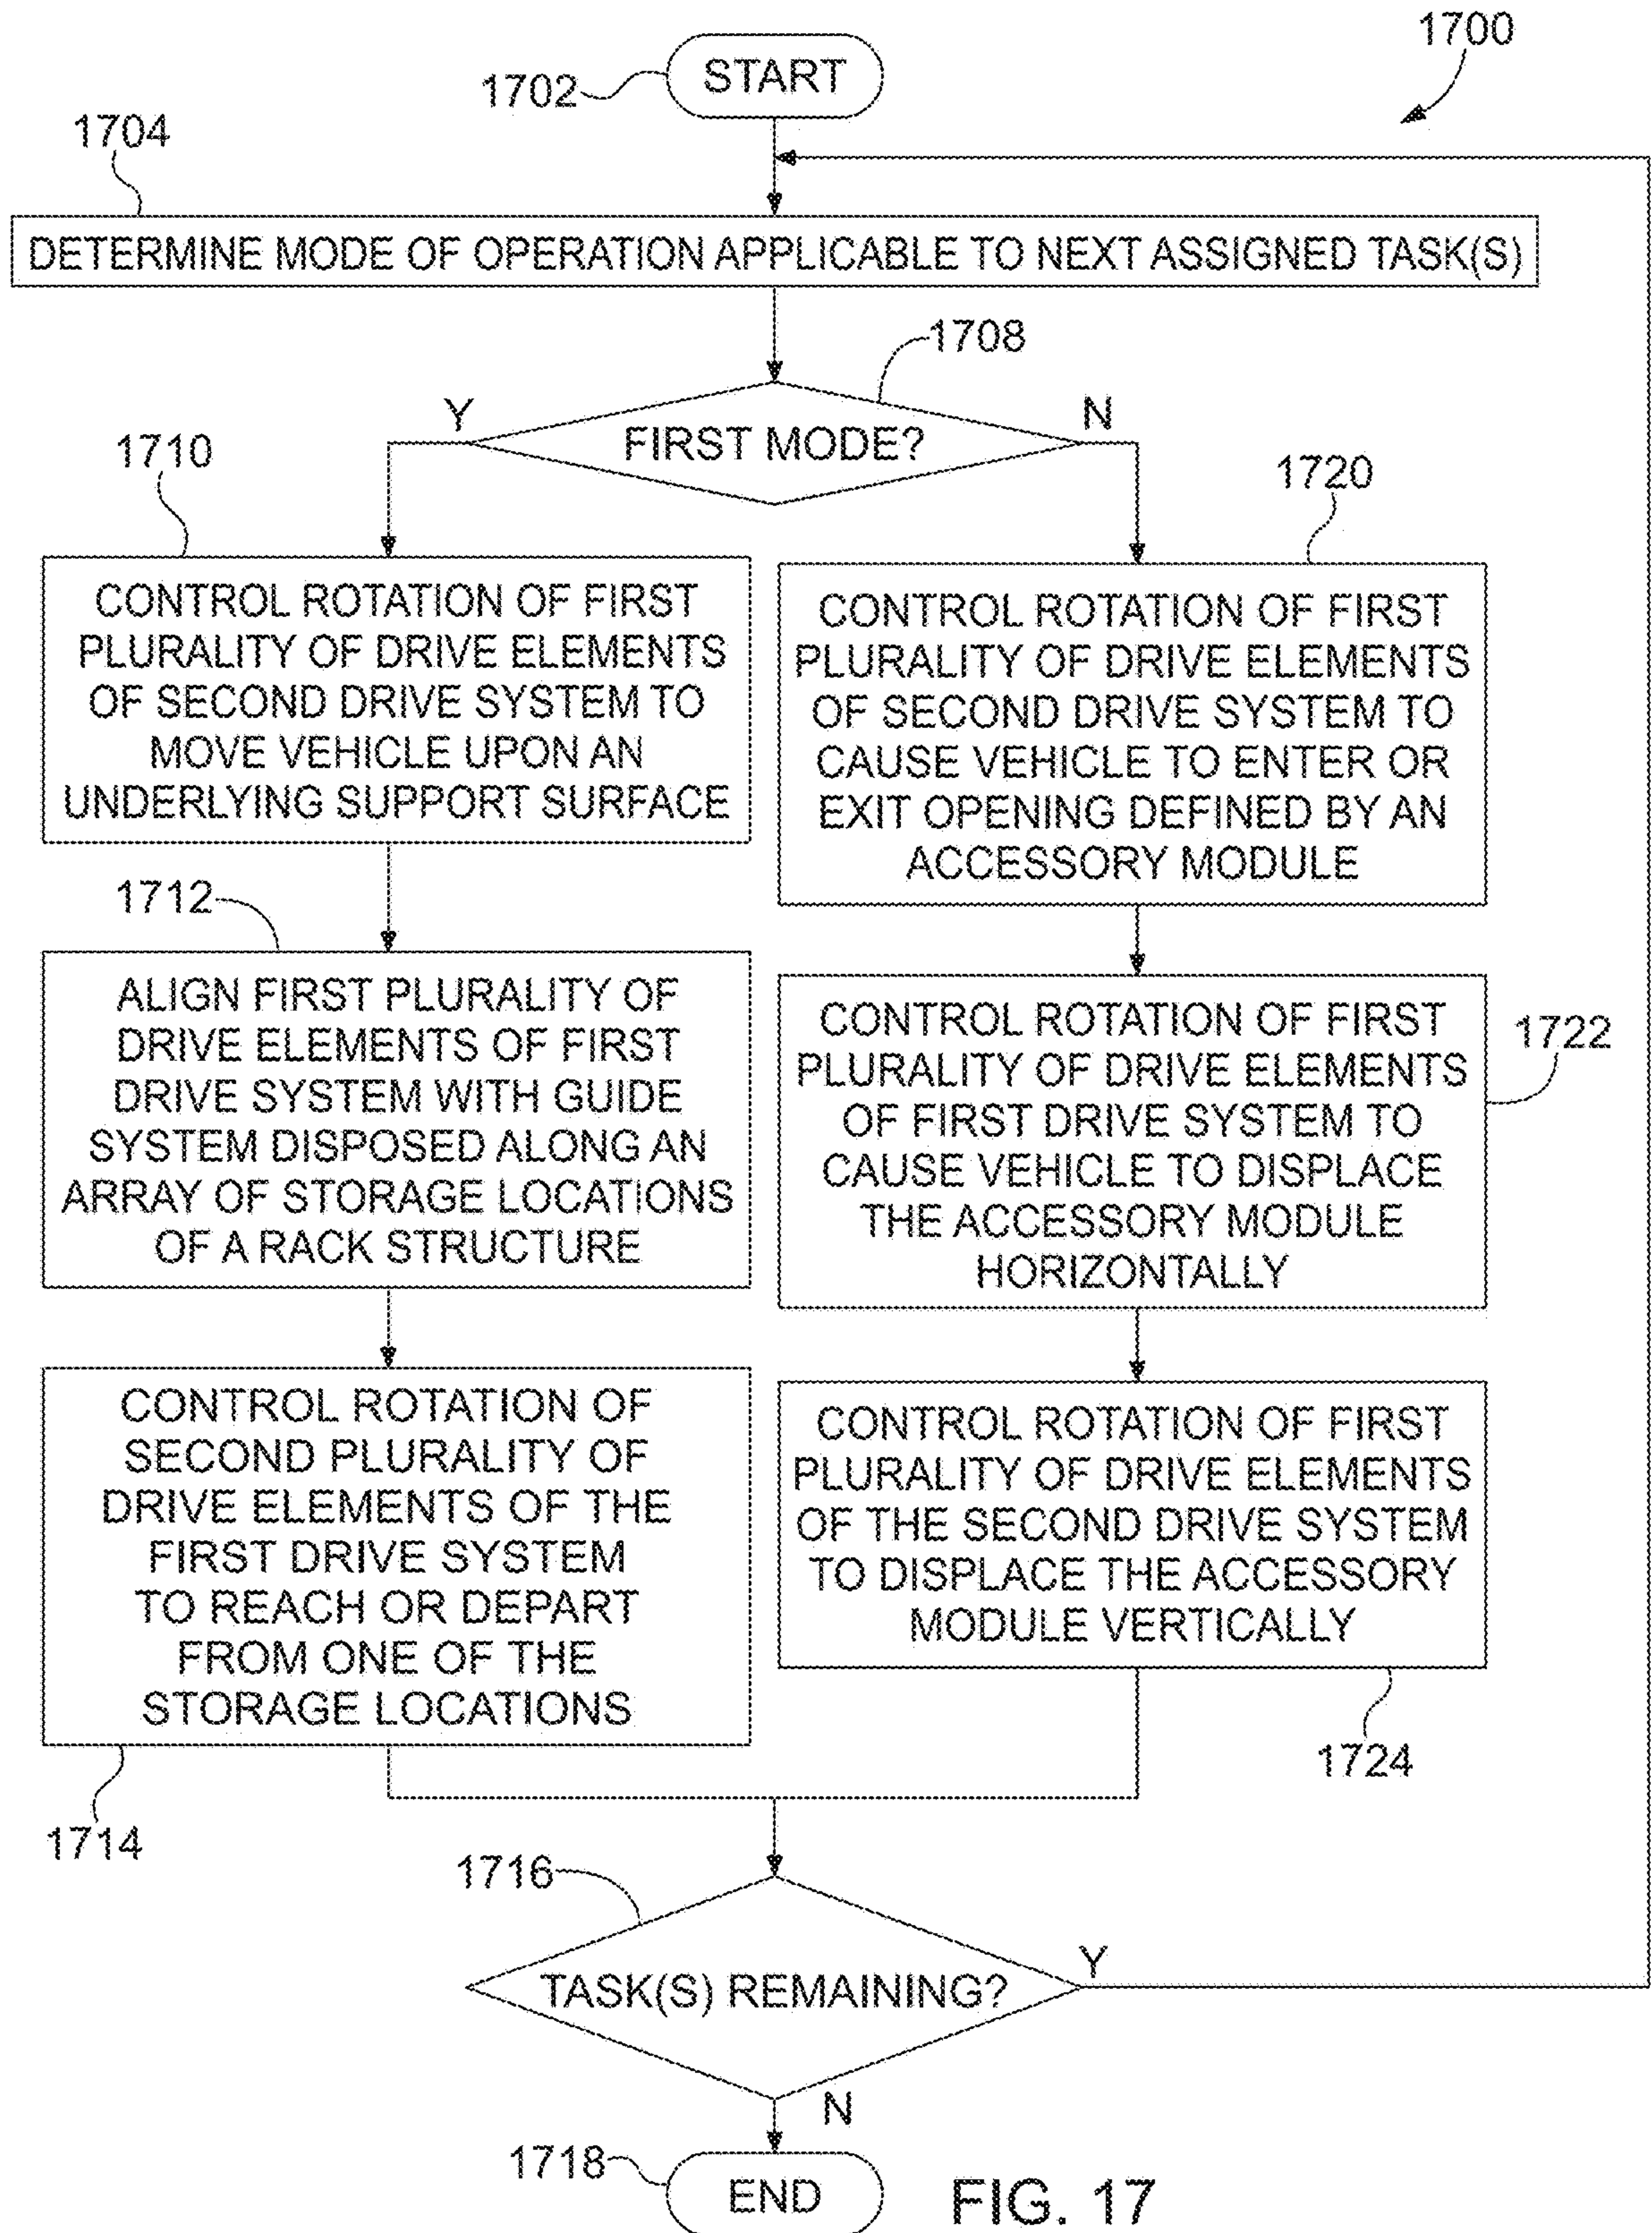 1700
1702
START
1704
DETERMINE MODE OF OPERATION APPLICABLE TO NEXT ASSIGNED TASK(S)
1708
Y
N
FIRST MODE?
1710
CONTROL ROTATION OF FIRST
PLURALITY OF DRIVE ELEMENTS
OF SECOND DRIVE SYSTEM TO
MOVE VEHICLE UPON AN
UNDERLYING SUPPORT SURFACE
1712
ALIGN FIRST PLURALITY OF
DRIVE ELEMENTS OF FIRST
DRIVE SYSTEM WITH GUIDE
SYSTEM DISPOSED ALONG AN
ARRAY OF STORAGE LOCATIONS
OF A RACK STRUCTURE
CONTROL ROTATION OF
SECOND PLURALITY OF
DRIVE ELEMENTS OF THE
FIRST DRIVE SYSTEM
TO REACH OR DEPART
FROM ONE OF THE
STORAGE LOCATIONS
1714
1720
CONTROL ROTATION OF FIRST
PLURALITY OF DRIVE ELEMENTS
OF SECOND DRIVE SYSTEM TO
CAUSE VEHICLE TO ENTER OR
EXIT OPENING DEFINED BY AN
ACCESSORY MODULE
CONTROL ROTATION OF FIRST
PLURALITY OF DRIVE ELEMENTS
OF FIRST DRIVE SYSTEM TO
CAUSE VEHICLE TO DISPLACE
THE ACCESSORY MODULE
HORIZONTALLY
1722
CONTROL ROTATION OF FIRST
PLURALITY OF DRIVE ELEMENTS
OF THE SECOND DRIVE SYSTEM
TO DISPLACE THE ACCESSORY
MODULE VERTICALLY
1724
1716
TASK(S) REMAINING?
Y
N
1718
END
FIG. 17